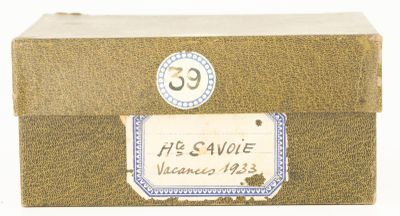 39
Hte SAVOIE
Vacances 1933